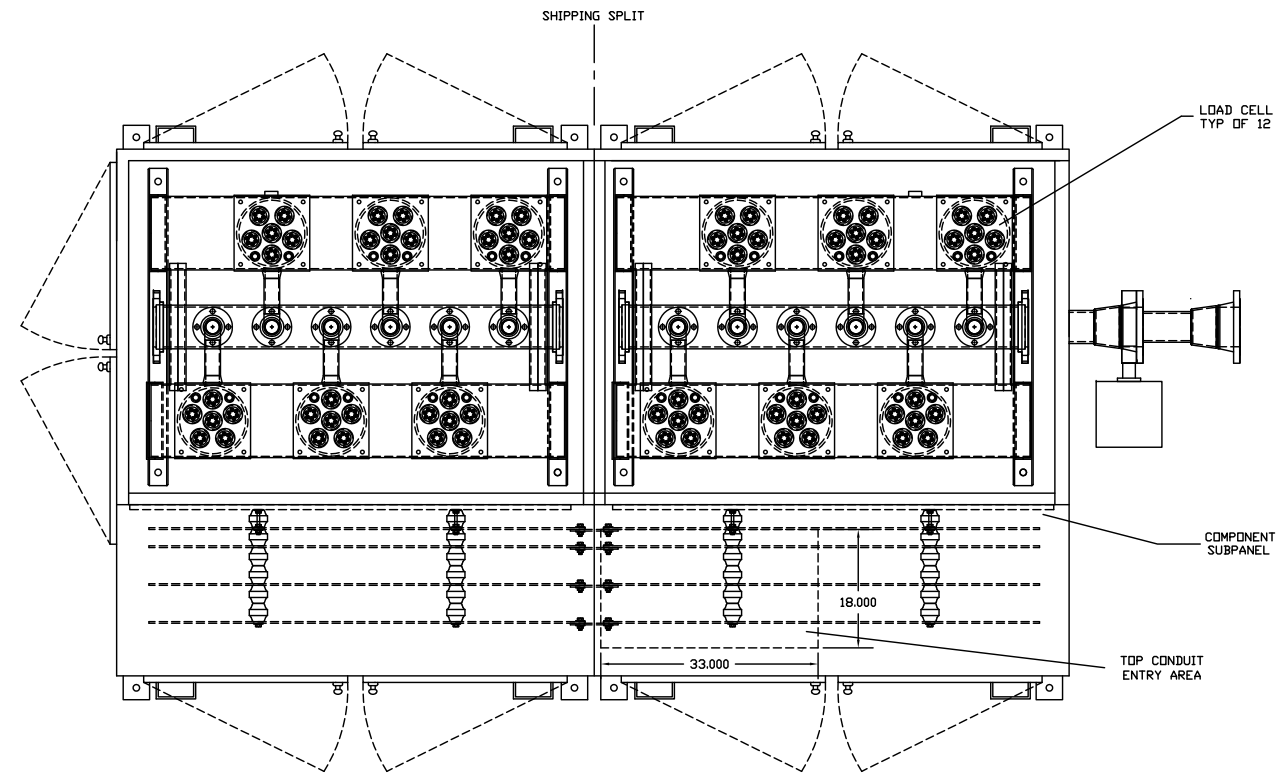 SHIPPING SPLIT
LOAD CELL
TYP OF 12
COMPONENT
SUBPANEL
18.000
33.000
TOP CONDUIT
ENTRY AREA